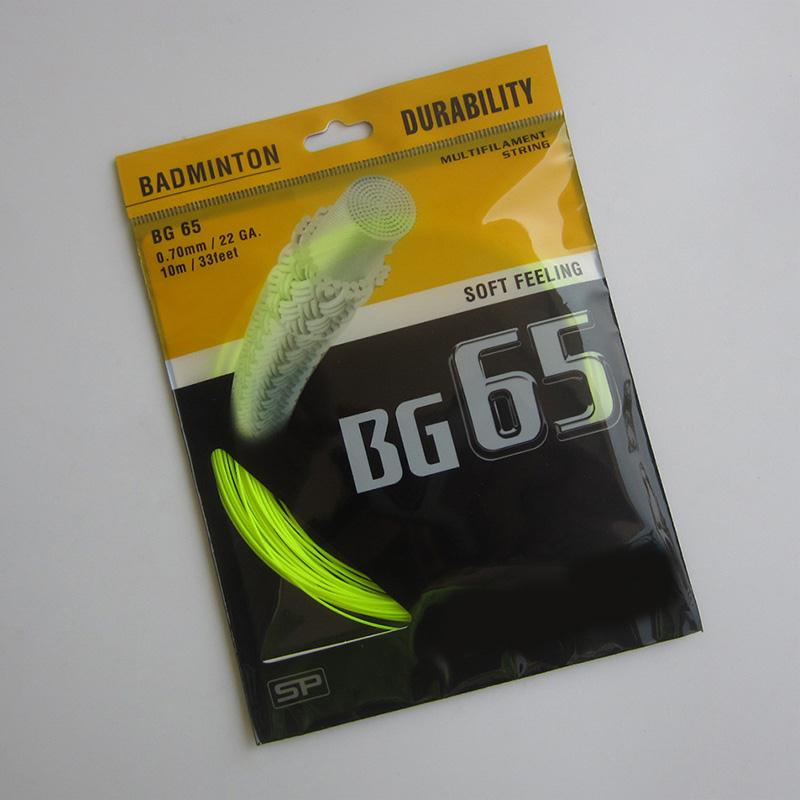 BADMINTON
DURABILITY
MULTIFILAMENT
STRING
BG 65
0.70mm / 22 GA.
10m / 33feet
SOFT FEELING
BG 65
SP